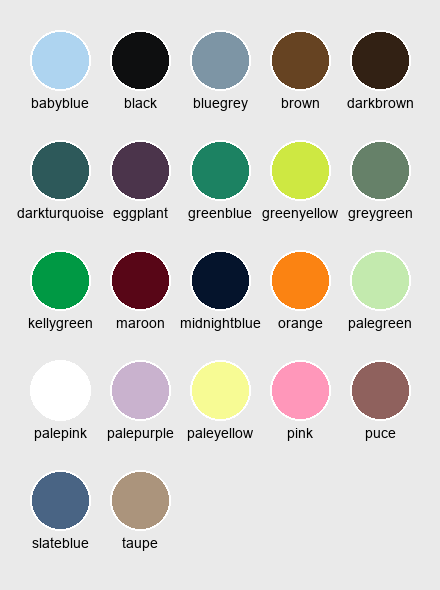 babyblue black bluegrey brown darkbrown
darkturquoise eggplant greenblue greenyellow greygreen
kellygreen maroon midnightblue orange palegreen
palepink palepurple paleyellow pink puce
slateblue taupe